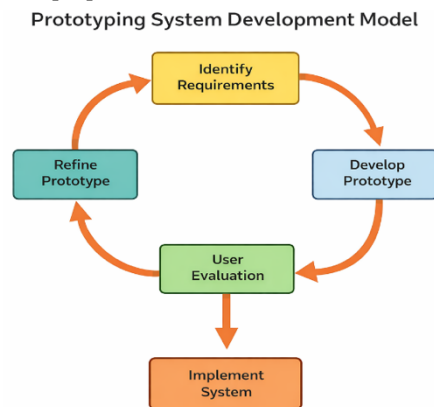 Prototyping System Development Model
Identify
Requirements
Refine
Prototype
Develop
Prototype
User
Evaluation
Implement
System